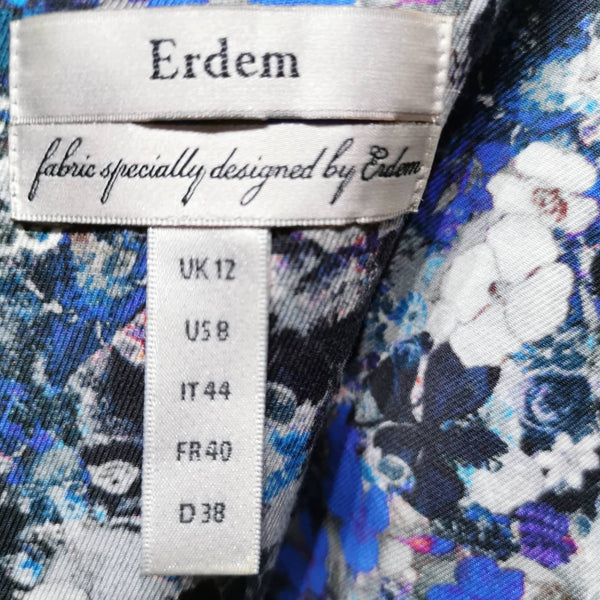 Erdem
fabric specially designed by Erdem
UK 12
US 8
IT 44
FR 40
D 38